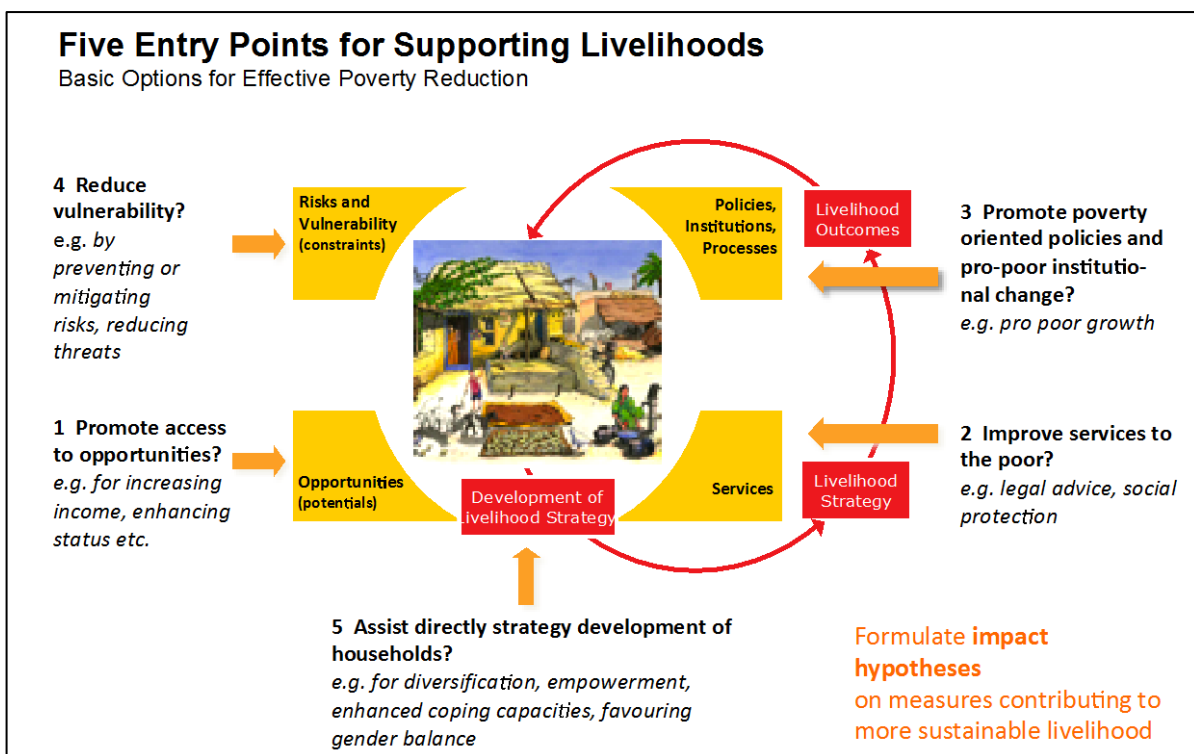 Five Entry Points for Supporting Livelihoods
Basic Options for Effective Poverty Reduction
4 Reduce
vulnerability?
e.g. by
preventing or
mitigating
risks, reducing
threats
Risks and
Vulnerability
(constraints)
Policies,
Institutions,
Processes
Livelihood
Outcomes
3 Promote poverty
oriented policies and
pro-poor institutio-
nal change?
e.g. pro poor growth
1 Promote access
to opportunities?
e.g. for increasing
income, enhancing
status etc.
Opportunities
(potentials)
Development of
Livelihood Strategy
Services
Livelihood
Strategy
2 Improve services to
the poor?
e.g. legal advice, social
protection
5 Assist directly strategy development of
households?
e.g. for diversification, empowerment,
enhanced coping capacities, favouring
gender balance
Formulate impact
hypotheses
on measures contributing to
more sustainable livelihood